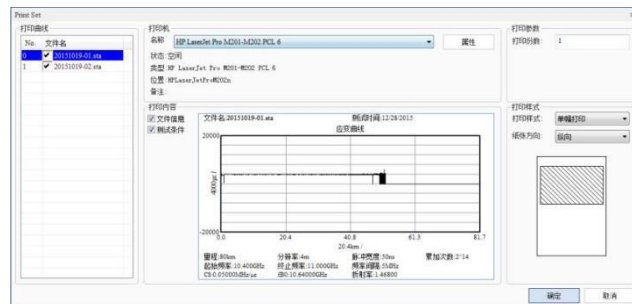 Print Set
打印曲线
No. 文件名
0 20151019-01.sta
1 20151019-02.sta
打印机
名称 HP LaserJet Pro M201-M202 PCL 6 属性
状态:空闲
类型:HP LaserJet Pro M201-M202 PCL 6
位置:HPLaserJetProM202n
备注:
打印内容
文件信息
测试条件
文件名:20151019-01.sta 测试时间:12/28/2015
应变曲线
20000
4000με/
-20000
0.0 20.4 40.8 61.3 81.7
20.4km/
量程:80km 分辨率:4m 脉冲宽度:50ns 累加次数:2^14
起始频率:10.400GHz 终止频率:11.000GHz 频率间隔:5MHz
折射率:1.46800
打印参数
打印份数: 1
打印样式
打印样式: 单幅打印
纸张方向: 纵向
确定 取消